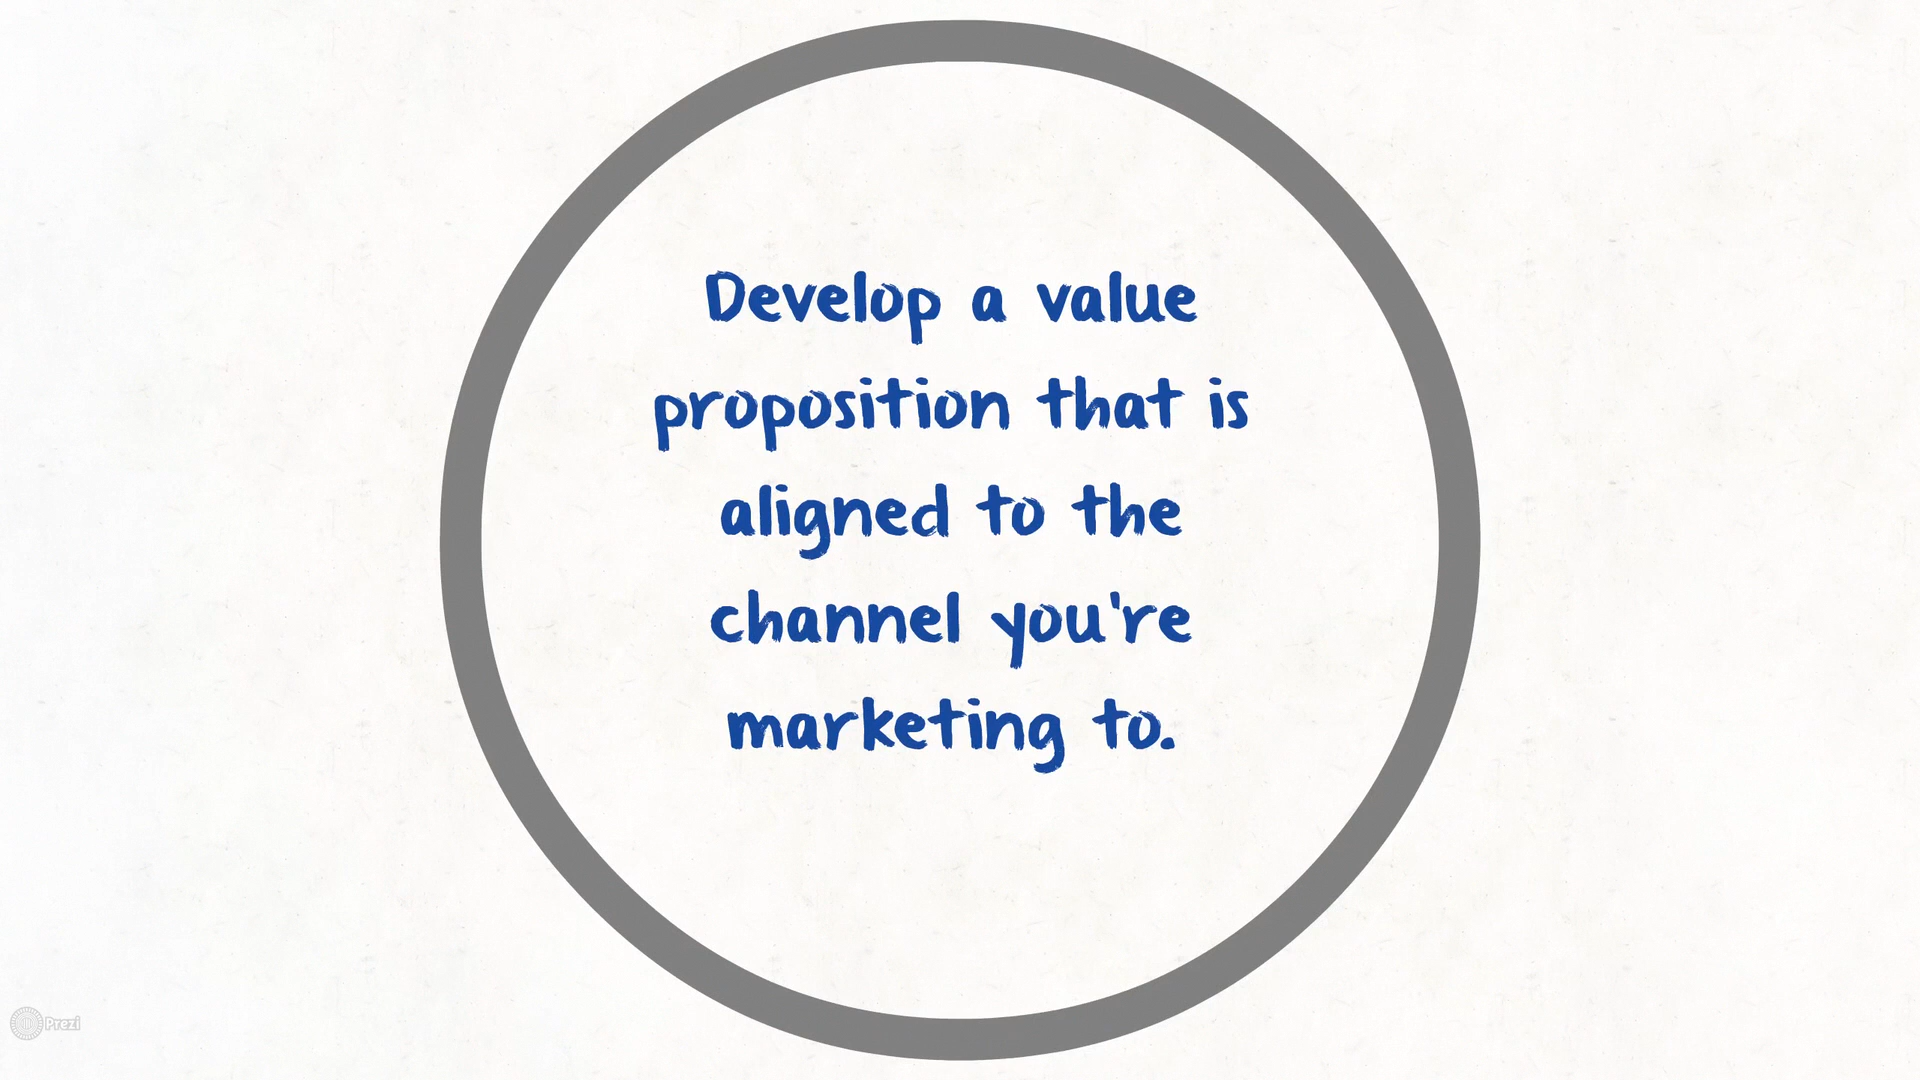 Develop a value
proposition that is
aligned to the
channel you're
marketing to.
Prezi